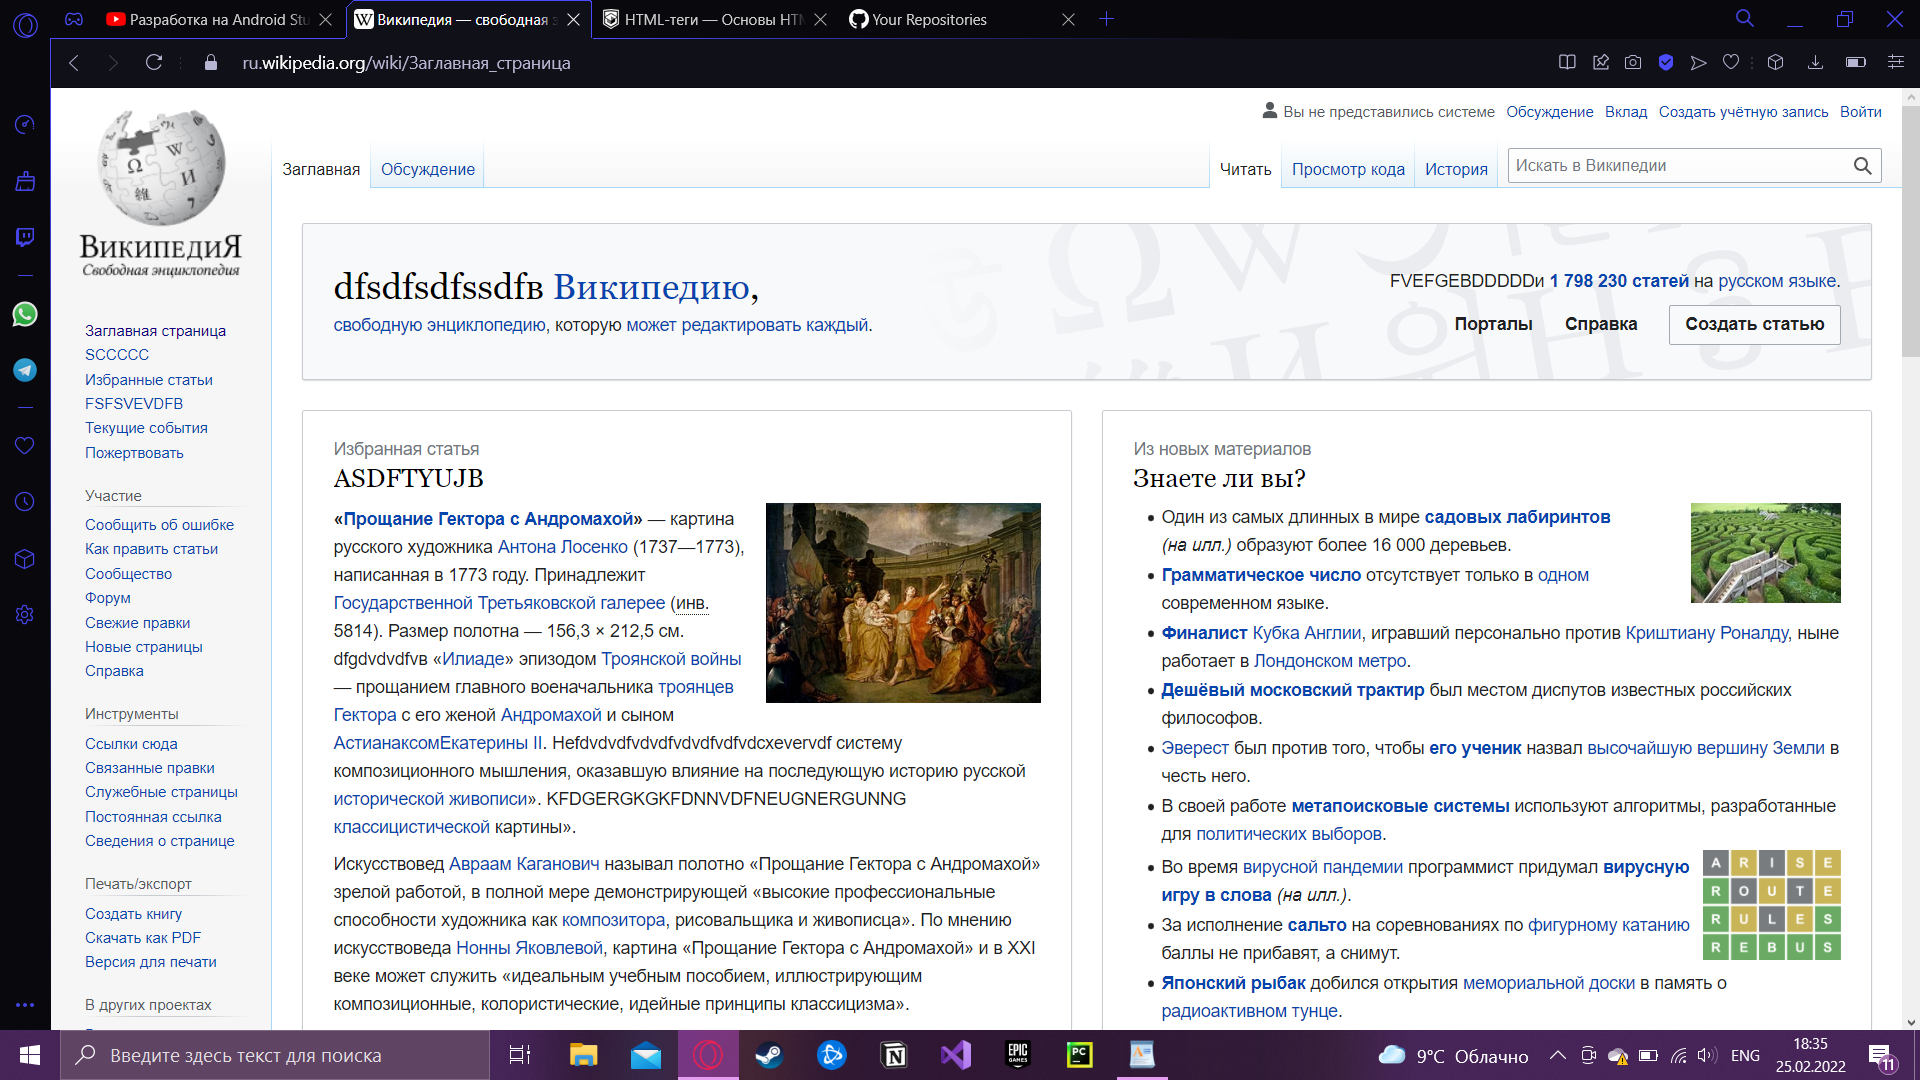 Разработка на Android Stu
Википедия — свободная э
HTML-теги — Основы HTM
Your Repositories
ru.wikipedia.org/wiki/Заглавная_страница
Вы не представились системе Обсуждение Вклад Создать учётную запись Войти
Заглавная Обсуждение
Читать Просмотр кода История Искать в Википедии
ВикипедиЯ
Свободная энциклопедия
Заглавная страница
SCCCCC
Избранные статьи
FSFSVEVDFB
Текущие события
Пожертвовать
Участие
Сообщить об ошибке
Как править статьи
Сообщество
Форум
Свежие правки
Новые страницы
Справка
Инструменты
Ссылки сюда
Связанные правки
Служебные страницы
Постоянная ссылка
Сведения о странице
Печать/экспорт
Создать книгу
Скачать как PDF
Версия для печати
В других проектах
dfsdfsdfssdfв Википедию,
свободную энциклопедию, которую может редактировать каждый.
FVEFGEBDDDDDи 1 798 230 статей на русском языке.
Порталы Справка Создать статью
Избранная статья
ASDFTYUJB
«Прощание Гектора с Андромахой» — картина
русского художника Антона Лосенко (1737—1773),
написанная в 1773 году. Принадлежит
Государственной Третьяковской галерее (инв.
5814). Размер полотна — 156,3 × 212,5 см.
dfgdvdvdfvв «Илиаде» эпизодом Троянской войны
— прощанием главного военачальника троянцев
Гектора с его женой Андромахой и сыном
АстианаксомЕкатерины II. Неfdvdvdfvdvdfvdvdfvdfvdcxevervdf систему
композиционного мышления, оказавшую влияние на последующую историю русской
исторической живописи». KFDGERGKGKFDNNVDFNEUGNERGUNNG
классицистической картины».
Искусствовед Авраам Каганович называл полотно «Прощание Гектора с Андромахой»
зрелой работой, в полной мере демонстрирующей «высокие профессиональные
способности художника как композитора, рисовальщика и живописца». По мнению
искусствоведа Нонны Яковлевой, картина «Прощание Гектора с Андромахой» и в XXI
веке может служить «идеальным учебным пособием, иллюстрирующим
композиционные, колористические, идейные принципы классицизма».
Из новых материалов
Знаете ли вы?
Один из самых длинных в мире садовых лабиринтов
(на илл.) образуют более 16 000 деревьев.
Грамматическое число отсутствует только в одном
современном языке.
Финалист Кубка Англии, игравший персонально против Криштиану Роналду, ныне
работает в Лондонском метро.
Дешёвый московский трактир был местом диспутов известных российских
философов.
Эверест был против того, чтобы его ученик назвал высочайшую вершину Земли в
честь него.
В своей работе метапоисковые системы используют алгоритмы, разработанные
для политических выборов.
Во время вирусной пандемии программист придумал вирусную
игру в слова (на илл.).
За исполнение сальто на соревнованиях по фигурному катанию
баллы не прибавят, а снимут.
Японский рыбак добился открытия мемориальной доски в память о
радиоактивном тунце.
ARISE
ROUTE
RULES
REBUS
Введите здесь текст для поиска
EPIC GAMES
PC
9°C Облачно
ENG
18:35
25.02.2022
11